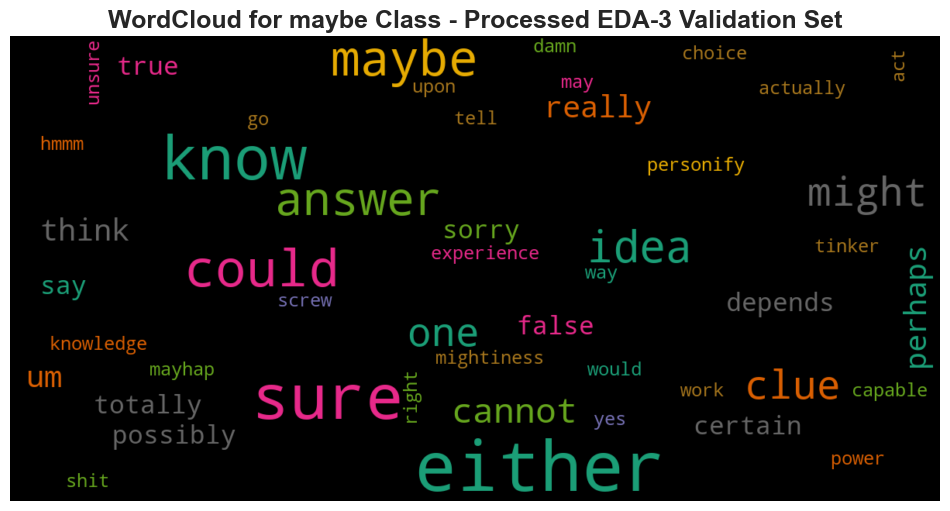 WordCloud for maybe Class - Processed EDA-3 Validation Set
unsure
true
maybe
damn
choice
act
upon
may
actually
really
go
tell
hmmm
know
personify
answer
might
think
sorry
idea
tinker
experience
could
way
perhaps
say
screw
depends
one
false
knowledge
mightiness
mayhap
would
um
right
clue
work
capable
sure
totally
cannot
yes
certain
possibly
either
power
shit